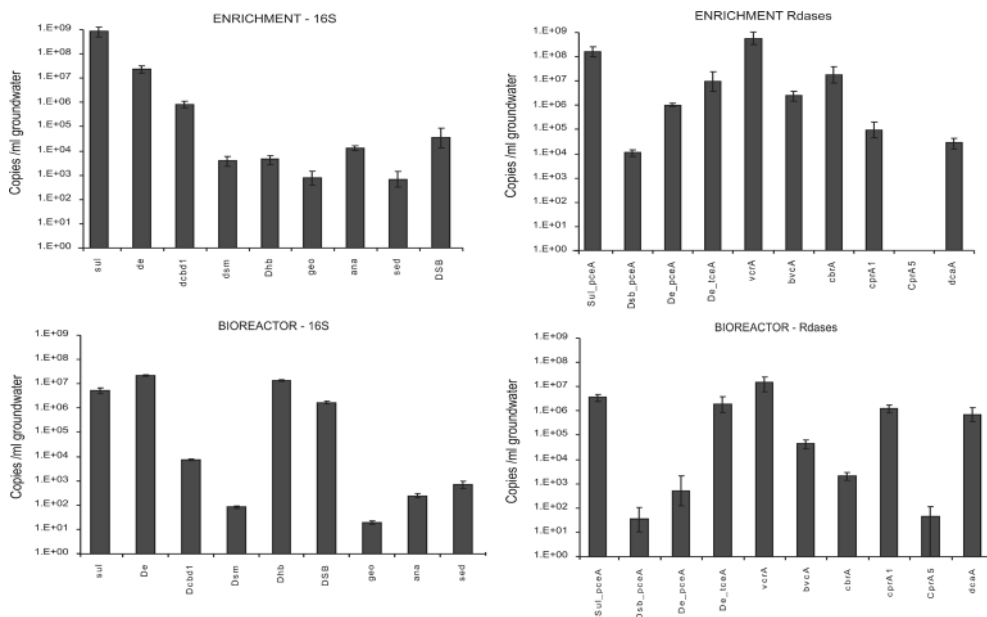 ENRICHMENT - 16S
Copies /ml groundwater
1.E+09
1.E+08
1.E+07
1.E+06
1.E+05
1.E+04
1.E+03
1.E+02
1.E+01
1.E+00
sul
de
dcbd1
dsm
Dhb
geo
ana
sed
DSB
ENRICHMENT Rdases
Copies /ml groundwater
1.E+09
1.E+08
1.E+07
1.E+06
1.E+05
1.E+04
1.E+03
1.E+02
1.E+01
1.E+00
Sul_pceA
Dsb_pceA
De_pceA
De_tceA
vcrA
bvcA
cbrA
cprA1
CprA5
dcaA
BIOREACTOR - 16S
Copies /ml groundwater
1.E+09
1.E+08
1.E+07
1.E+06
1.E+05
1.E+04
1.E+03
1.E+02
1.E+01
1.E+00
sul
De
Dcbd1
Dsm
Dhb
DSB
geo
ana
sed
BIOREACTOR - Rdases
Copies /ml groundwater
1.E+09
1.E+08
1.E+07
1.E+06
1.E+05
1.E+04
1.E+03
1.E+02
1.E+01
1.E+00
Sul_pceA
Dsb_pceA
De_pceA
De_tceA
vcrA
bvcA
cbrA
cprA1
CprA5
dcaA